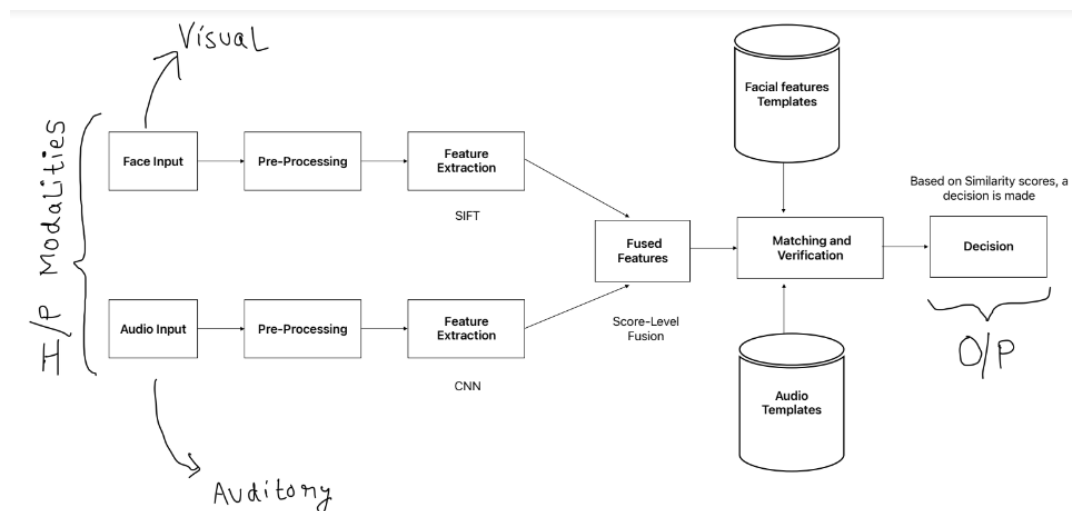 Visual
Facial features
Templates
I/P Modalities
Face Input
Pre-Processing
Feature
Extraction
SIFT
Based on Similarity scores, a
decision is made
Fused
Features
Matching and
Verification
Decision
Score-Level
Fusion
Audio Input
Pre-Processing
Feature
Extraction
CNN
O/P
Audio
Templates
Auditory